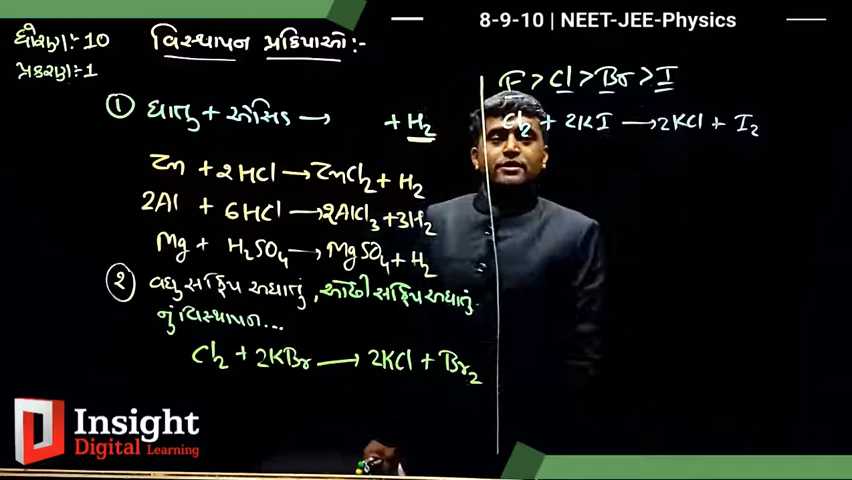 8-9-10 | NEET-JEE-Physics
ધોરણ:- 10
પ્રકરણ:- 1
વિસ્થાપન પ્રક્રિયાઓ:-
① ધાતુ + એસિડ → + H₂
Zn + 2HCl → ZnCl₂ + H₂
2Al + 6HCl → 2AlCl₃ + 3H₂
Mg + H₂SO₄ → MgSO₄ + H₂
② વધુ સક્રિય અધાતું, ઓછી સક્રિય અધાતું
નું વિસ્થાપન...
Cl₂ + 2KBr → 2KCl + Br₂
F > Cl > Br > I
Cl₂ + 2KI → 2KCl + I₂
Insight
Digital Learning